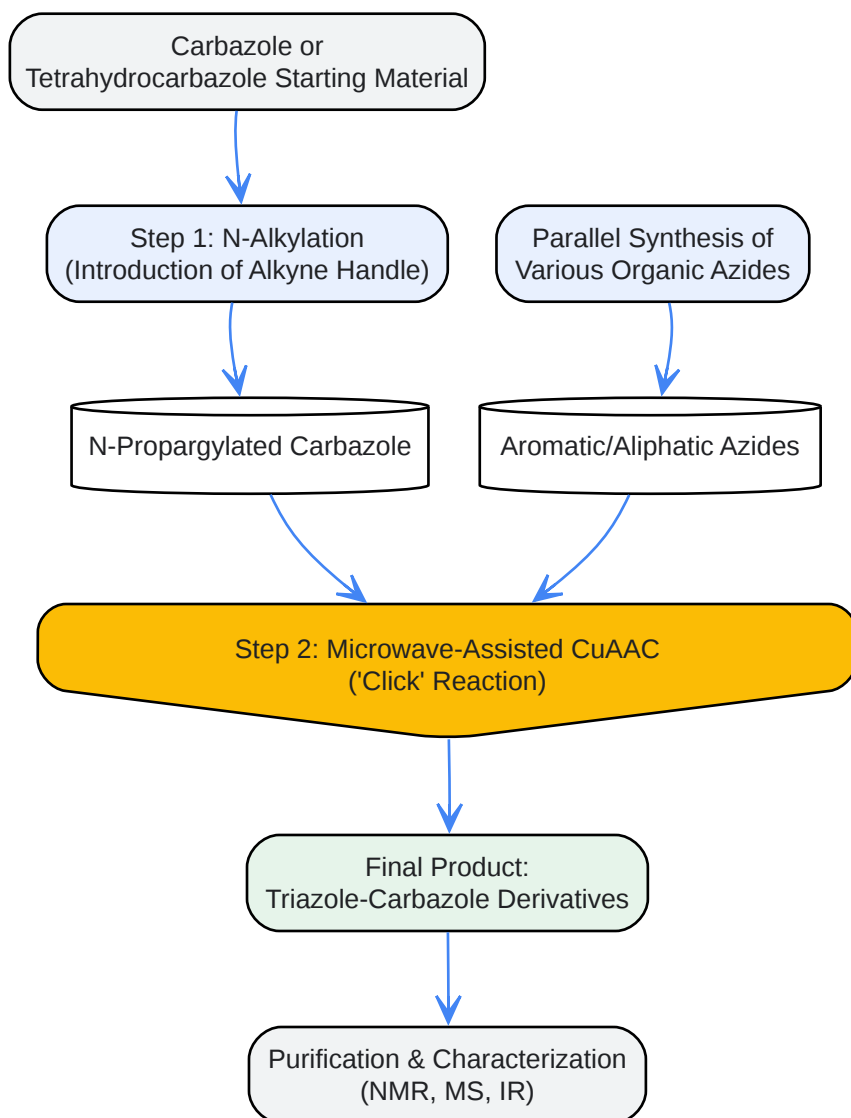 Carbazole or
Tetrahydrocarbazole Starting Material
Step 1: N-Alkylation
(Introduction of Alkyne Handle)
Parallel Synthesis of
Various Organic Azides
N-Propargylated Carbazole
Aromatic/Aliphatic Azides
Step 2: Microwave-Assisted CuAAC
('Click' Reaction)
Final Product:
Triazole-Carbazole Derivatives
Purification & Characterization
(NMR, MS, IR)